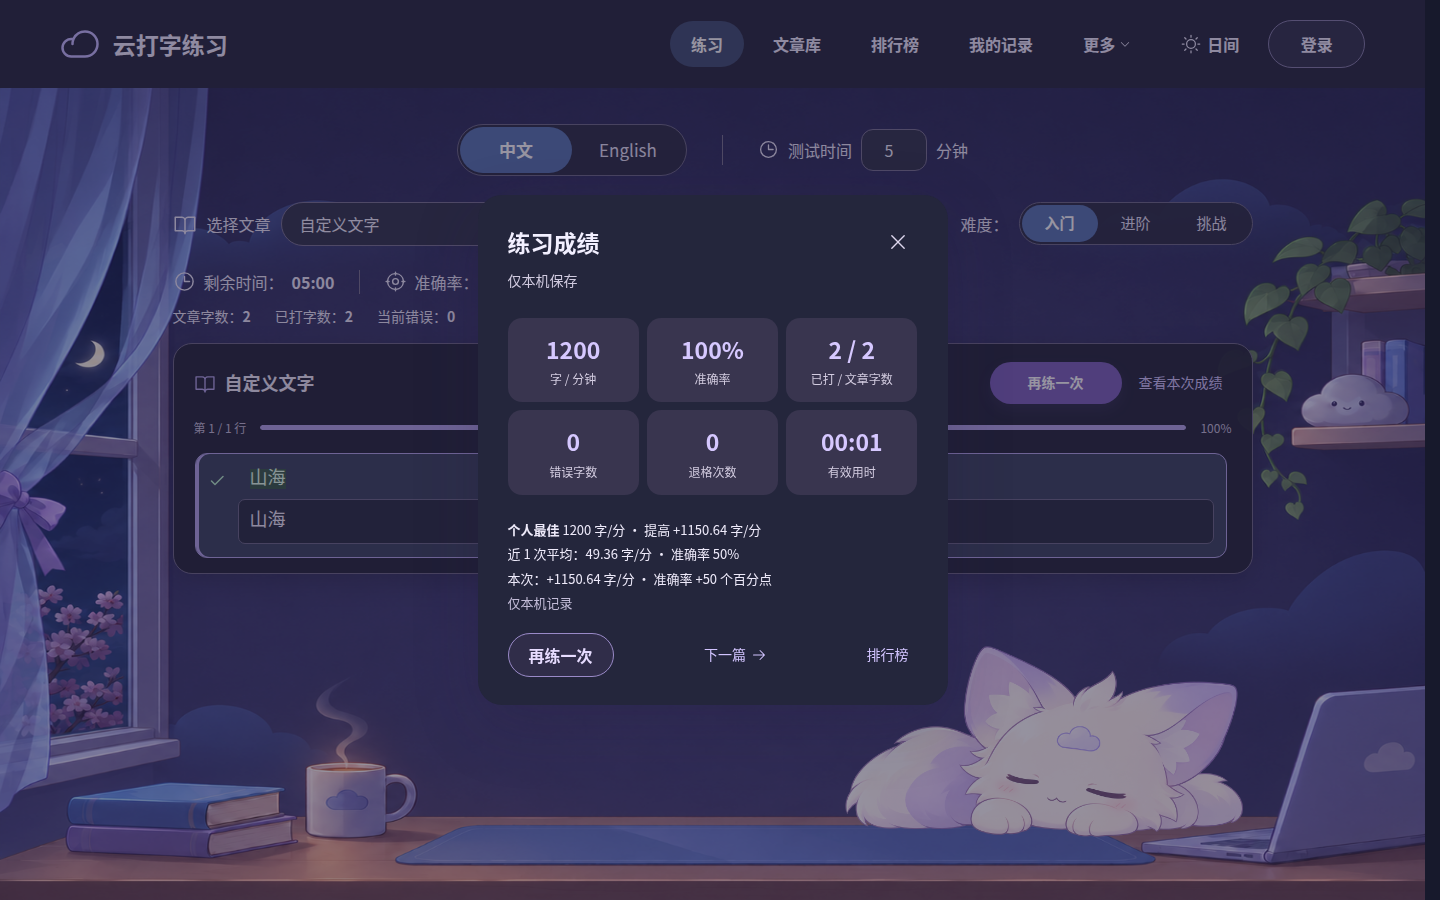 云打字练习
练习 文章库 排行榜 我的记录 更多 日间 登录
中文 English 测试时间 5 分钟
选择文章 自定义文字 难度： 入门 进阶 挑战
剩余时间： 05:00 准确率：
文章字数：2 已打字数：2 当前错误：0
自定义文字 再练一次 查看本次成绩
第 1 / 1 行 100%
山海
山海
练习成绩
仅本机保存
1200 100% 2 / 2
字 / 分钟 准确率 已打 / 文章字数
0 0 00:01
错误字数 退格次数 有效用时
个人最佳 1200 字/分 · 提高 +1150.64 字/分
近 1 次平均：49.36 字/分 · 准确率 50%
本次：+1150.64 字/分 · 准确率 +50 个百分点
仅本机记录
再练一次 下一篇 → 排行榜